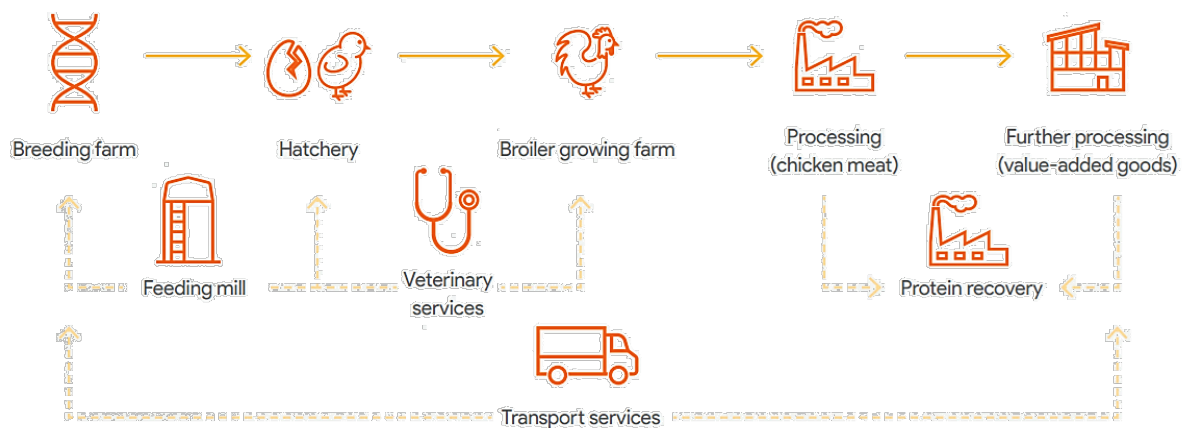 Breeding farm
Hatchery
Broiler growing farm
Processing
(chicken meat)
Further processing
(value-added goods)
Feeding mill
Veterinary
services
Protein recovery
Transport services